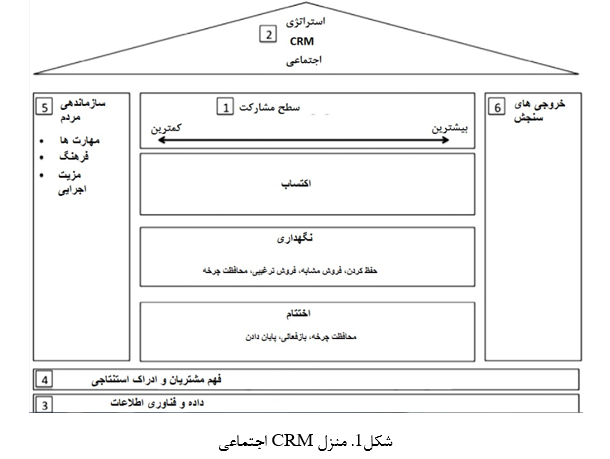 استراتژی
2
CRM
اجتماعی
خروجی های
6
سنجش
سطح مشارکت
1
بیشترین
کمترین
سازماندهی
5
مردم
• مهارت ها
• فرهنگ
• مزیت
اجرایی
اکتساب
نگهداری
حفظ کردن، فروش مشابه، فروش ترغیبی، محافظت چرخه
اختتام
محافظت چرخه، بازفعالی، پایان دادن
فهم مشتریان و ادراک استنتاجی
4
داده و فناوری اطلاعات
3
شکل1. منزل CRM اجتماعی